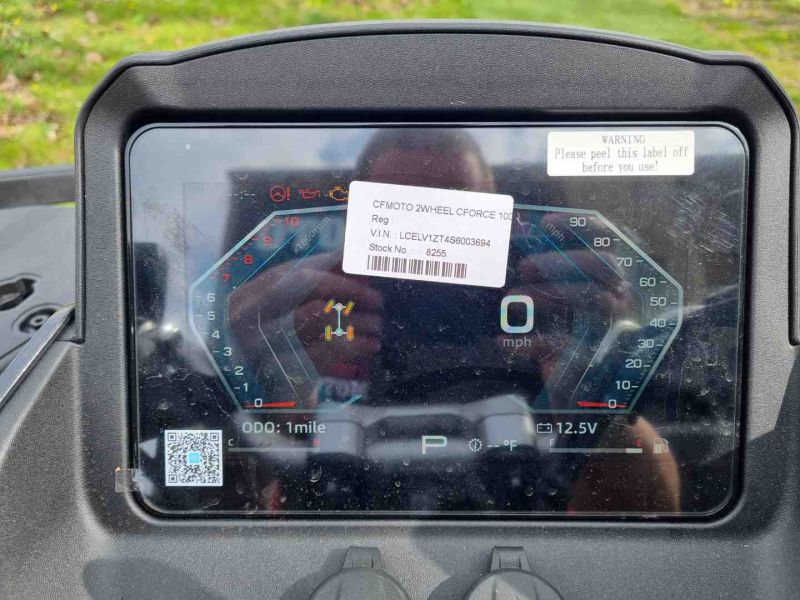 WARNING
Please peel this label off
before you use!
CFMOTO 2WHEEL CFORCE 100
Reg :
V.I.N. : LCELV1ZT4S6003694
Stock No. : 8255
10
9
8
7
6
5
4
3
2
1
0
x1000r/min
90
80
70
60
50
40
30
20
10
0
mph
0
mph
ODO: 1mile
12.5V
C
H
P
-- °F
F
E